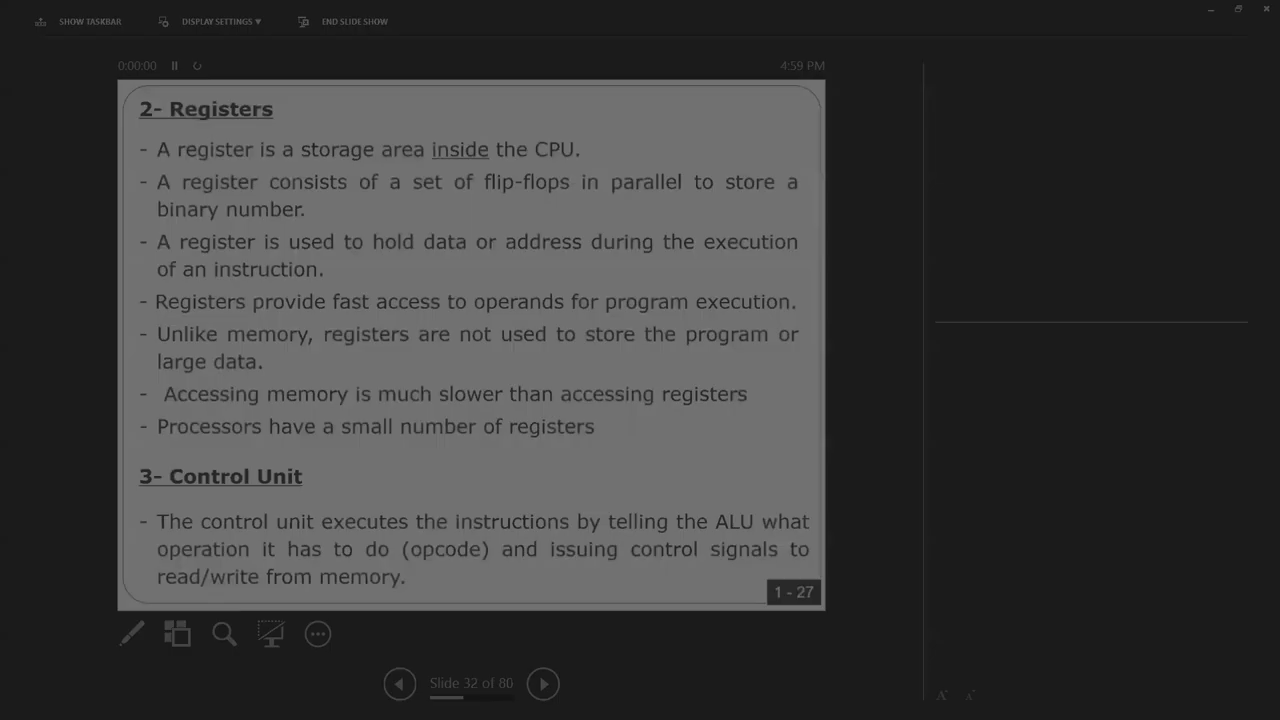 SHOW TASKBAR DISPLAY SETTINGS ▼ END SLIDE SHOW
0:00:00 4:59 PM
2- Registers
- A register is a storage area inside the CPU.
- A register consists of a set of flip-flops in parallel to store a
binary number.
- A register is used to hold data or address during the execution
of an instruction.
- Registers provide fast access to operands for program execution.
- Unlike memory, registers are not used to store the program or
large data.
- Accessing memory is much slower than accessing registers
- Processors have a small number of registers
3- Control Unit
- The control unit executes the instructions by telling the ALU what
operation it has to do (opcode) and issuing control signals to
read/write from memory.
1 - 27
Slide 32 of 80
A A